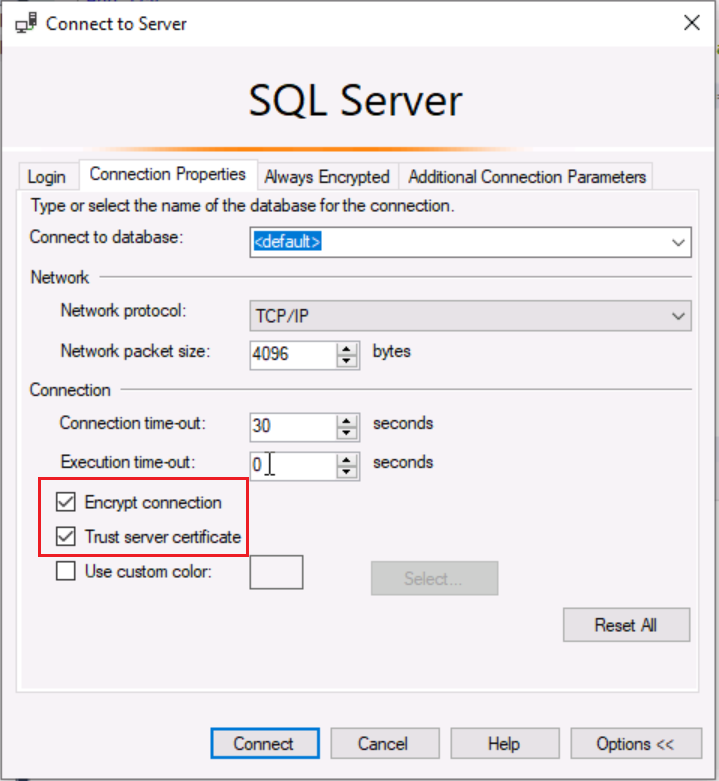 Connect to Server
SQL Server
Login Connection Properties Always Encrypted Additional Connection Parameters
Type or select the name of the database for the connection.
Connect to database: <default>
Network
Network protocol: TCP/IP
Network packet size: 4096 bytes
Connection
Connection time-out: 30 seconds
Execution time-out: 0 seconds
Encrypt connection
Trust server certificate
Use custom color: Select...
Reset All
Connect Cancel Help Options <<